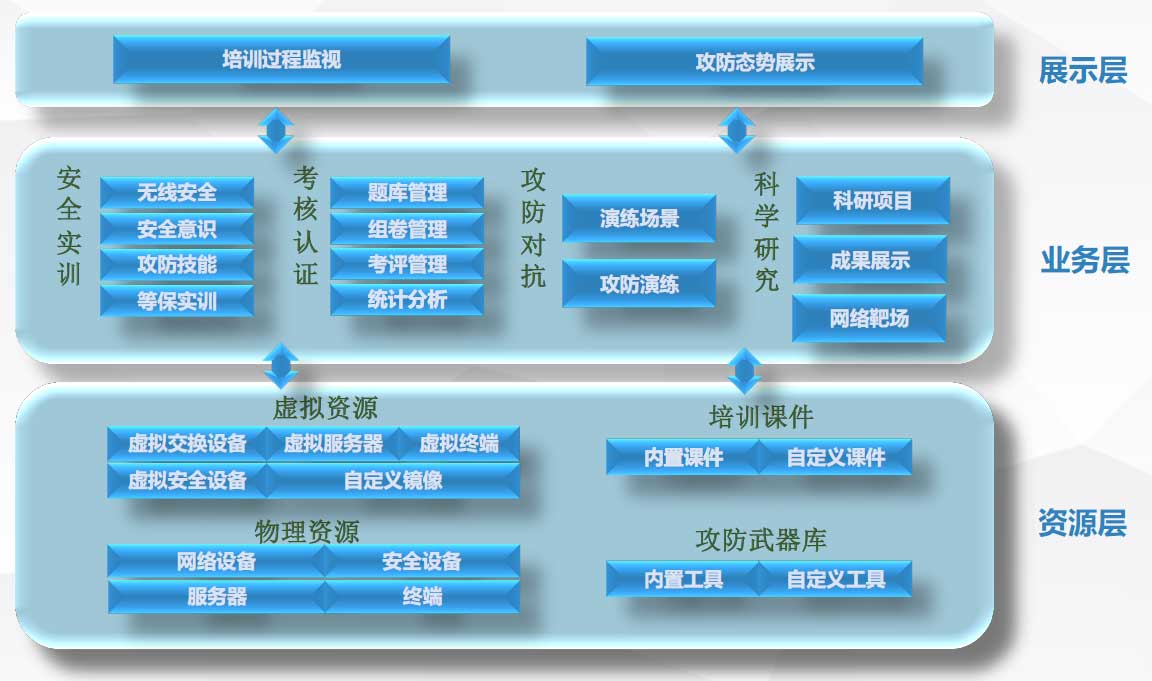 培训过程监视
攻防态势展示
展示层
安全实训
无线安全
安全意识
攻防技能
等保实训
考核认证
题库管理
组卷管理
考评管理
统计分析
攻防对抗
演练场景
攻防演练
科学研究
科研项目
成果展示
网络靶场
业务层
虚拟资源
虚拟交换设备 虚拟服务器 虚拟终端
虚拟安全设备 自定义镜像
物理资源
网络设备 安全设备
服务器 终端
培训课件
内置课件 自定义课件
攻防武器库
内置工具 自定义工具
资源层